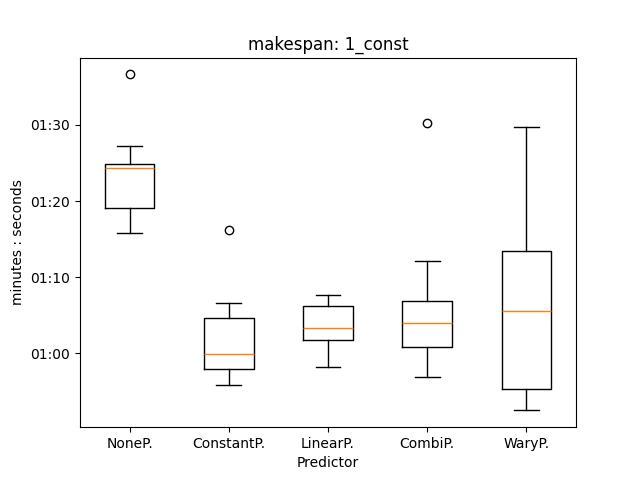 makespan: 1_const
minutes : seconds
01:30
01:20
01:10
01:00
NoneP. ConstantP. LinearP. CombiP. WaryP.
Predictor